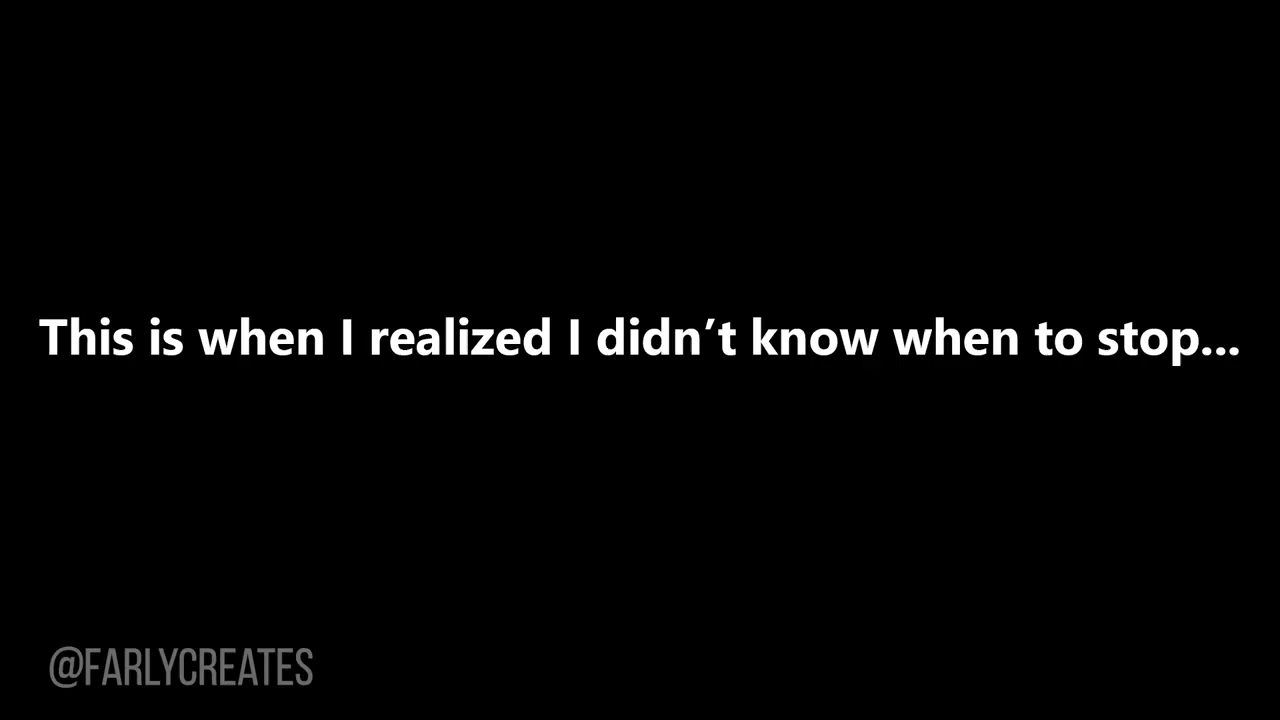 This is when I realized I didn’t know when to stop...
@FARLYCREATES